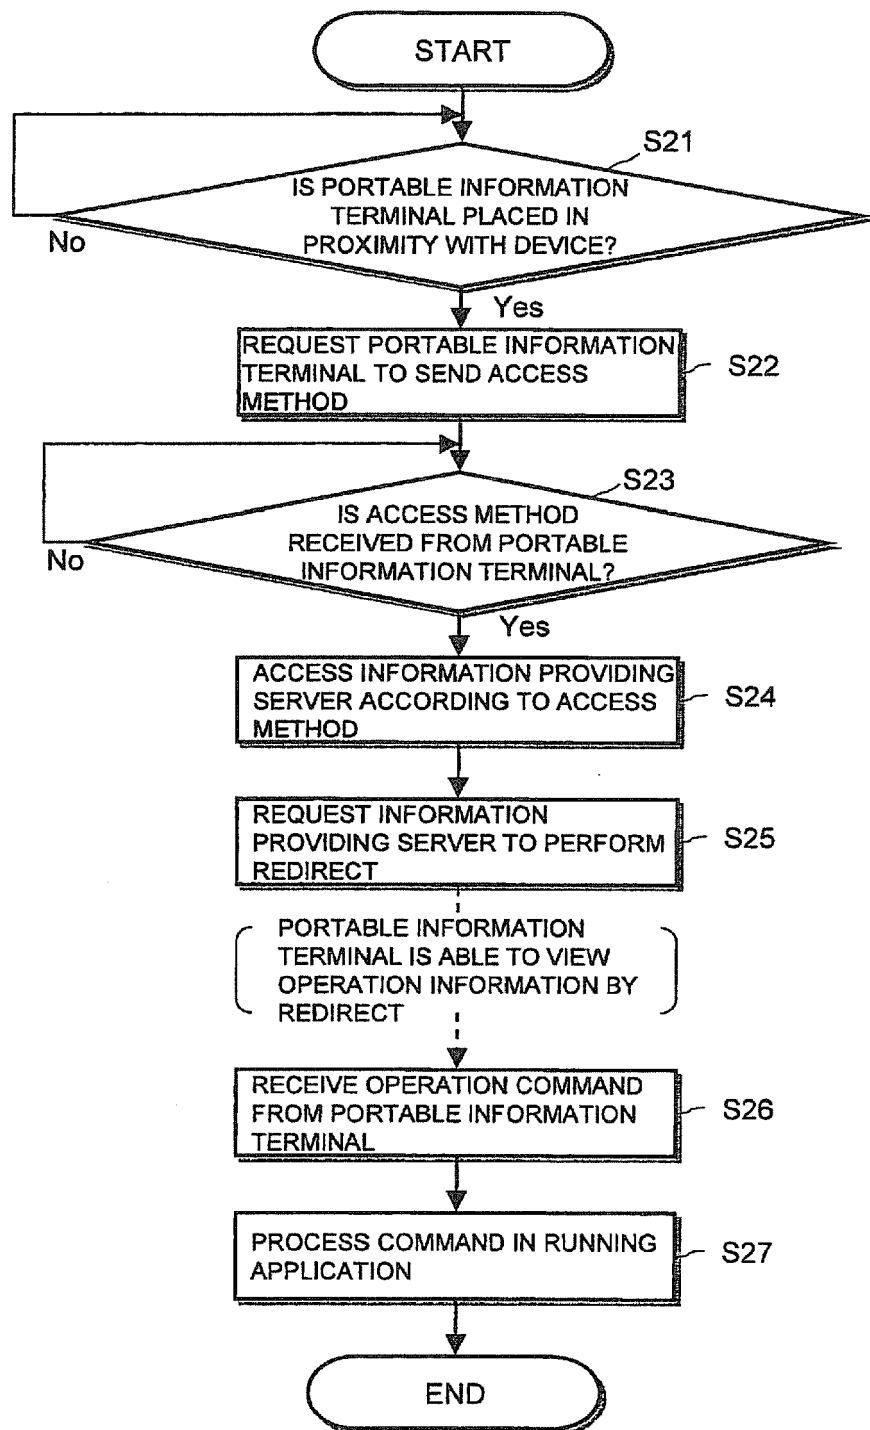 START
S21
IS PORTABLE INFORMATION
TERMINAL PLACED IN
PROXIMITY WITH DEVICE?
No
Yes
REQUEST PORTABLE INFORMATION
TERMINAL TO SEND ACCESS
METHOD
S22
S23
IS ACCESS METHOD
RECEIVED FROM PORTABLE
INFORMATION TERMINAL?
No
Yes
ACCESS INFORMATION PROVIDING
SERVER ACCORDING TO ACCESS
METHOD
S24
REQUEST INFORMATION
PROVIDING SERVER TO PERFORM
REDIRECT
S25
PORTABLE INFORMATION
TERMINAL IS ABLE TO VIEW
OPERATION INFORMATION BY
REDIRECT
RECEIVE OPERATION COMMAND
FROM PORTABLE INFORMATION
TERMINAL
S26
PROCESS COMMAND IN RUNNING
APPLICATION
S27
END